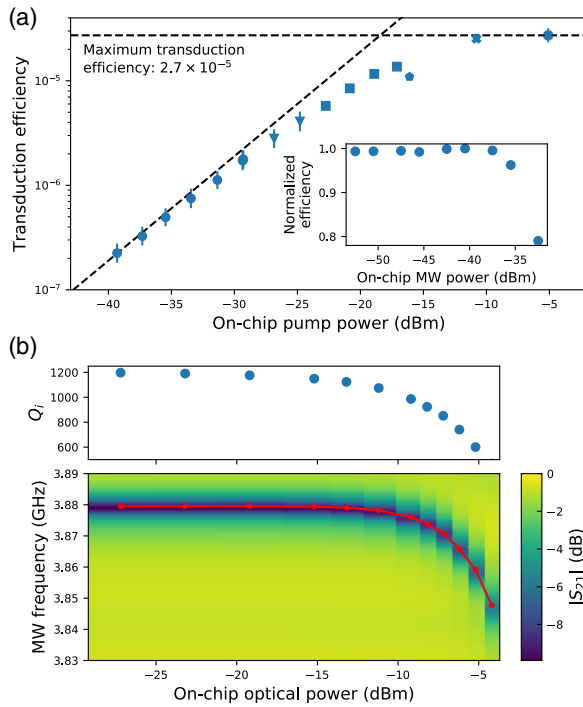 (a)
Maximum transduction
efficiency: 2.7 × 10⁻⁵
Transduction efficiency
10⁻⁵
10⁻⁶
10⁻⁷
−40 −35 −30 −25 −20 −15 −10 −5
On-chip pump power (dBm)
Normalized
efficiency
1.0
0.9
0.8
−50 −45 −40 −35
On-chip MW power (dBm)
(b)
Qᵢ
1200
1000
800
600
MW frequency (GHz)
3.89
3.88
3.87
3.86
3.85
3.84
3.83
−25 −20 −15 −10 −5
On-chip optical power (dBm)
0
−2
−4
−6
−8
|S₂₁| (dB)